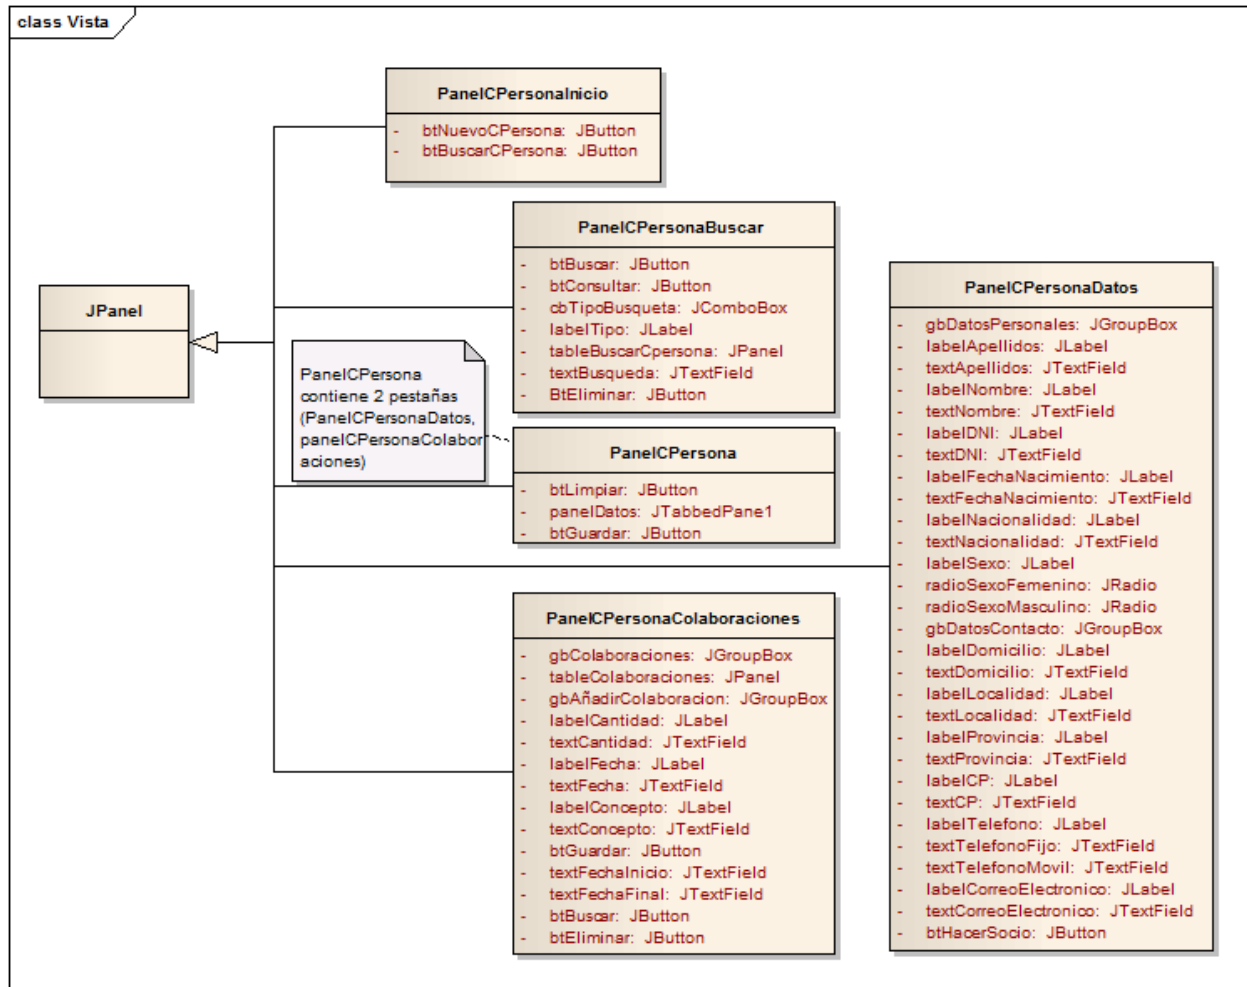 class Vista
PanelCPersonaInicio
- btNuevoCPersona: JButton
- btBuscarCPersona: JButton
PanelCPersonaBuscar
- btBuscar: JButton
- btConsultar: JButton
- cbTipoBusqueta: JComboBox
- labelTipo: JLabel
- tableBuscarCpersona: JPanel
- textBusqueda: JTextField
- BtEliminar: JButton
JPanel
PanelCPersona
contiene 2 pestañas
(PanelCPersonaDatos,
panelCPersonaColabor
aciones)
PanelCPersona
- btLimpiar: JButton
- panelDatos: JTabbedPane1
- btGuardar: JButton
PanelCPersonaColaboraciones
- gbColaboraciones: JGroupBox
- tableColaboraciones: JPanel
- gbAñadirColaboracion: JGroupBox
- labelCantidad: JLabel
- textCantidad: JTextField
- labelFecha: JLabel
- textFecha: JTextField
- labelConcepto: JLabel
- textConcepto: JTextField
- btGuardar: JButton
- textFechaInicio: JTextField
- textFechaFinal: JTextField
- btBuscar: JButton
- btEliminar: JButton
PanelCPersonaDatos
- gbDatosPersonales: JGroupBox
- labelApellidos: JLabel
- textApellidos: JTextField
- labelNombre: JLabel
- textNombre: JTextField
- labelDNI: JLabel
- textDNI: JTextField
- labelFechaNacimiento: JLabel
- textFechaNacimiento: JTextField
- labelNacionalidad: JLabel
- textNacionalidad: JTextField
- labelSexo: JLabel
- radioSexoFemenino: JRadio
- radioSexoMasculino: JRadio
- gbDatosContacto: JGroupBox
- labelDomicilio: JLabel
- textDomicilio: JTextField
- labelLocalidad: JLabel
- textLocalidad: JTextField
- labelProvincia: JLabel
- textProvincia: JTextField
- labelCP: JLabel
- textCP: JTextField
- labelTelefono: JLabel
- textTelefonoFijo: JTextField
- textTelefonoMovil: JTextField
- labelCorreoElectronico: JLabel
- textCorreoElectronico: JTextField
- btHacerSocio: JButton